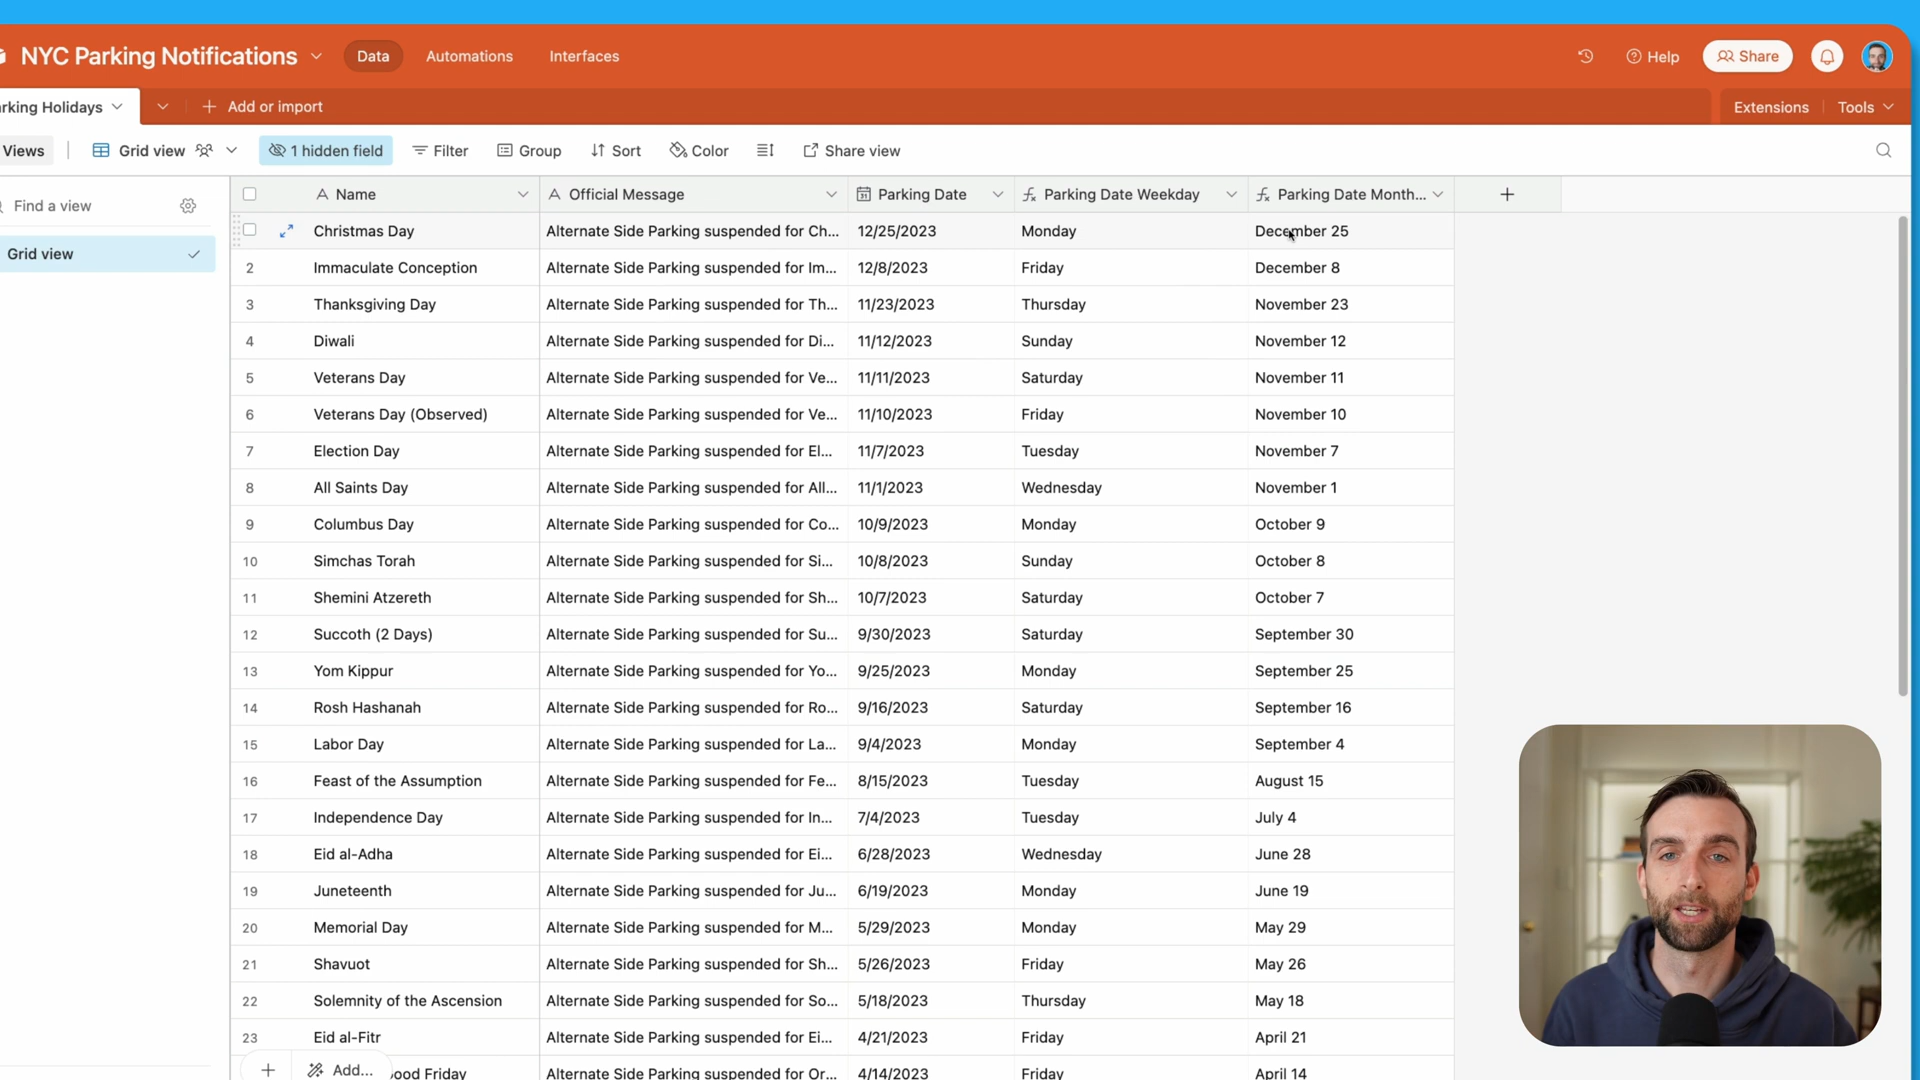 NYC Parking Notifications
Data
Automations
Interfaces
Help
Share
rking Holidays
Add or import
Extensions
Tools
Views
Grid view
1 hidden field
Filter
Group
Sort
Color
Share view
Find a view
Grid view
Name Official Message Parking Date Parking Date Weekday Parking Date Month...
Christmas Day Alternate Side Parking suspended for Ch... 12/25/2023 Monday December 25
2 Immaculate Conception Alternate Side Parking suspended for Im... 12/8/2023 Friday December 8
3 Thanksgiving Day Alternate Side Parking suspended for Th... 11/23/2023 Thursday November 23
4 Diwali Alternate Side Parking suspended for Di... 11/12/2023 Sunday November 12
5 Veterans Day Alternate Side Parking suspended for Ve... 11/11/2023 Saturday November 11
6 Veterans Day (Observed) Alternate Side Parking suspended for Ve... 11/10/2023 Friday November 10
7 Election Day Alternate Side Parking suspended for El... 11/7/2023 Tuesday November 7
8 All Saints Day Alternate Side Parking suspended for All... 11/1/2023 Wednesday November 1
9 Columbus Day Alternate Side Parking suspended for Co... 10/9/2023 Monday October 9
10 Simchas Torah Alternate Side Parking suspended for Si... 10/8/2023 Sunday October 8
11 Shemini Atzereth Alternate Side Parking suspended for Sh... 10/7/2023 Saturday October 7
12 Succoth (2 Days) Alternate Side Parking suspended for Su... 9/30/2023 Saturday September 30
13 Yom Kippur Alternate Side Parking suspended for Yo... 9/25/2023 Monday September 25
14 Rosh Hashanah Alternate Side Parking suspended for Ro... 9/16/2023 Saturday September 16
15 Labor Day Alternate Side Parking suspended for La... 9/4/2023 Monday September 4
16 Feast of the Assumption Alternate Side Parking suspended for Fe... 8/15/2023 Tuesday August 15
17 Independence Day Alternate Side Parking suspended for In... 7/4/2023 Tuesday July 4
18 Eid al-Adha Alternate Side Parking suspended for Ei... 6/28/2023 Wednesday June 28
19 Juneteenth Alternate Side Parking suspended for Ju... 6/19/2023 Monday June 19
20 Memorial Day Alternate Side Parking suspended for M... 5/29/2023 Monday May 29
21 Shavuot Alternate Side Parking suspended for Sh... 5/26/2023 Friday May 26
22 Solemnity of the Ascension Alternate Side Parking suspended for So... 5/18/2023 Thursday May 18
23 Eid al-Fitr Alternate Side Parking suspended for Ei... 4/21/2023 Friday April 21
ood Friday Alternate Side Parking suspended for Or... 4/14/2023 Friday April 14
Add...